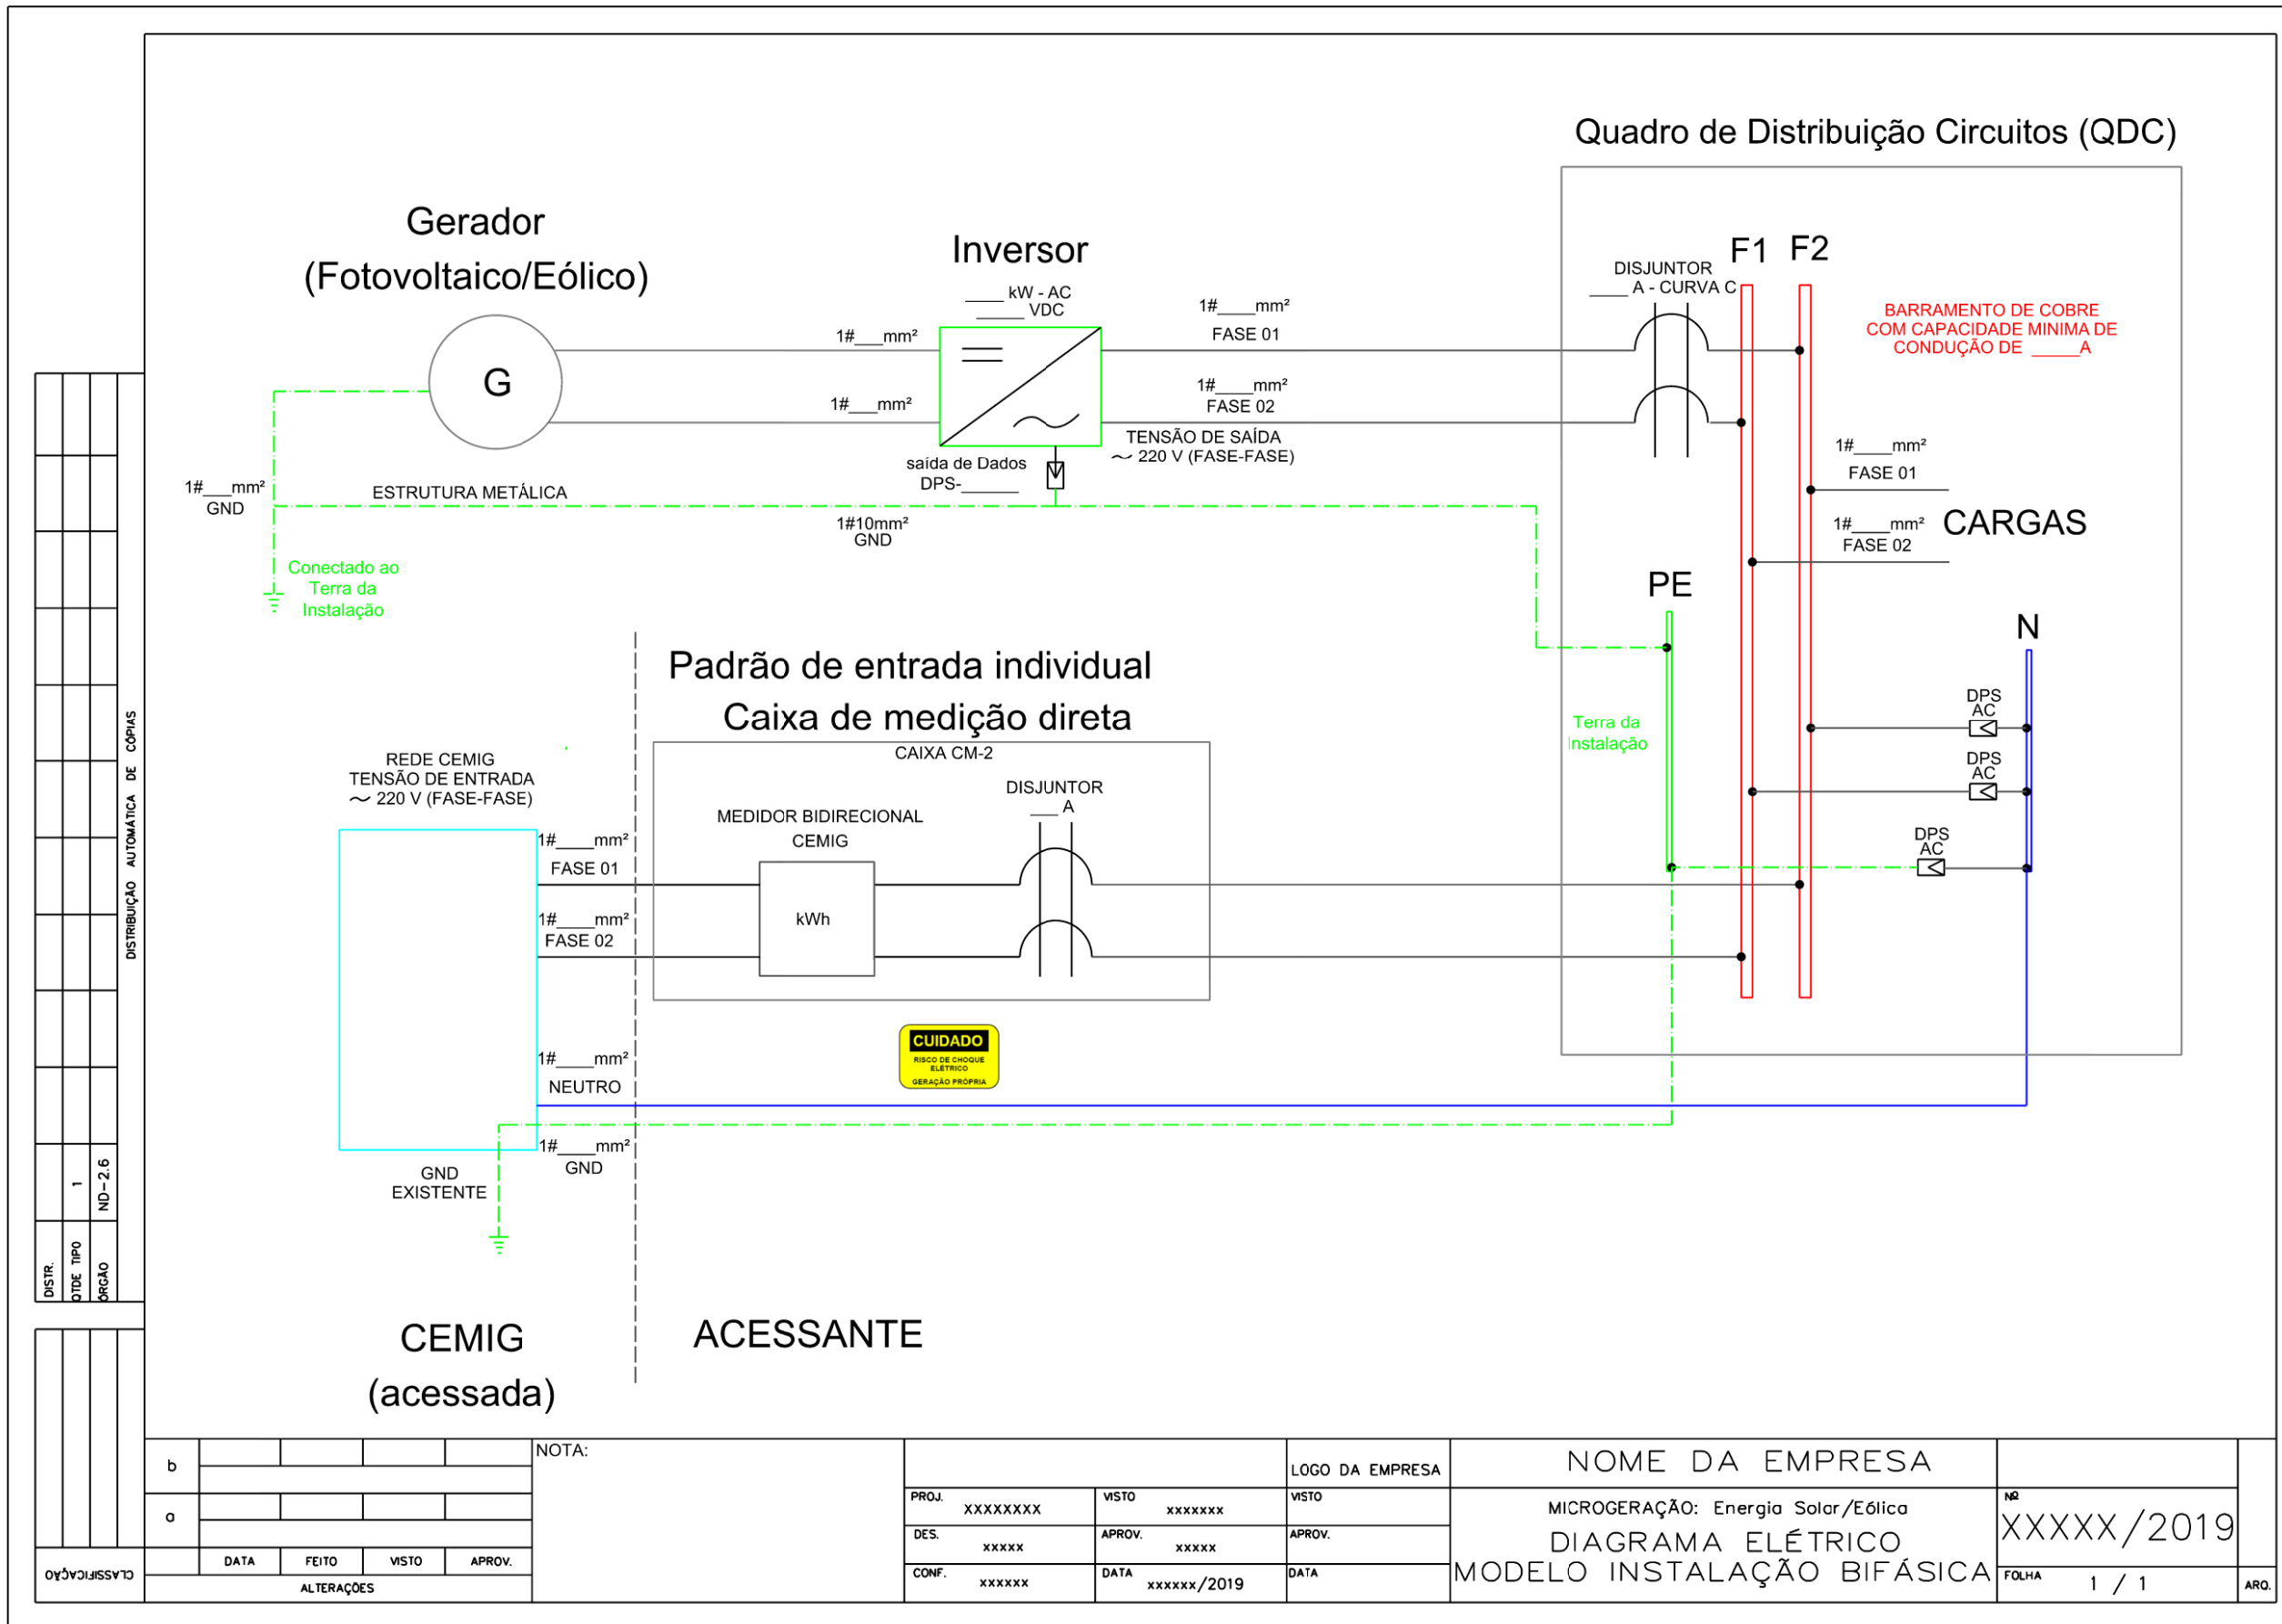 Quadro de Distribuição Circuitos (QDC)
Gerador
(Fotovoltaico/Eólico)
G
1#___mm²
1#___mm²
1#___mm²
GND
ESTRUTURA METÁLICA
Conectado ao
Terra da
Instalação
Inversor
____ kW - AC
_____ VDC
saída de Dados
DPS-______
1#10mm²
GND
1#____mm²
FASE 01
1#____mm²
FASE 02
TENSÃO DE SAÍDA
～ 220 V (FASE-FASE)
DISJUNTOR
____ A - CURVA C
F1
F2
BARRAMENTO DE COBRE
COM CAPACIDADE MINIMA DE
CONDUÇÃO DE _____A
1#____mm²
FASE 01
1#____mm²
FASE 02
CARGAS
PE
N
Terra da
Instalação
DPS
AC
DPS
AC
DPS
AC
Padrão de entrada individual
Caixa de medição direta
CAIXA CM-2
REDE CEMIG
TENSÃO DE ENTRADA
～ 220 V (FASE-FASE)
1#____mm²
FASE 01
1#____mm²
FASE 02
MEDIDOR BIDIRECIONAL
CEMIG
kWh
DISJUNTOR
___ A
CUIDADO
RISCO DE CHOQUE
ELÉTRICO
GERAÇÃO PRÓPRIA
1#____mm²
NEUTRO
1#____mm²
GND
GND
EXISTENTE
CEMIG
(acessada)
ACESSANTE
DISTRIBUIÇÃO AUTOMÁTICA DE CÓPIAS
DISTR.
QTDE TIPO 1
ÓRGÃO ND-2.6
CLASSIFICAÇÃO
b
a
DATA FEITO VISTO APROV.
ALTERAÇÕES
NOTA:
LOGO DA EMPRESA
PROJ. XXXXXXXX
VISTO xxxxxxx
VISTO
DES. xxxxx
APROV. xxxxx
APROV.
CONF. xxxxxx
DATA xxxxxx/2019
DATA
NOME DA EMPRESA
MICROGERAÇÃO: Energia Solar/Eólica
DIAGRAMA ELÉTRICO
MODELO INSTALAÇÃO BIFÁSICA
Nº
XXXXX/2019
FOLHA 1 / 1
ARQ.